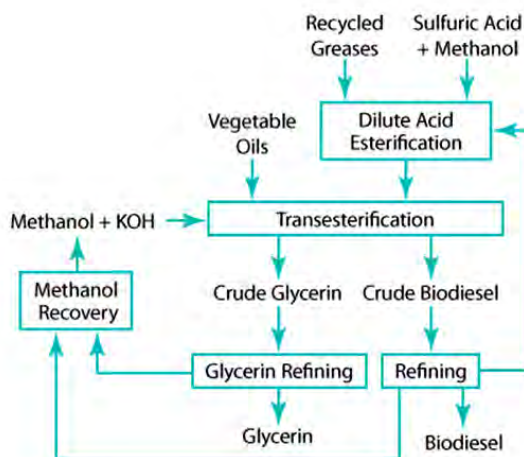 Recycled
Greases
Sulfuric Acid
+ Methanol
Dilute Acid
Esterification
Vegetable
Oils
Methanol + KOH
Transesterification
Methanol
Recovery
Crude Glycerin
Crude Biodiesel
Glycerin Refining
Refining
Glycerin
Biodiesel